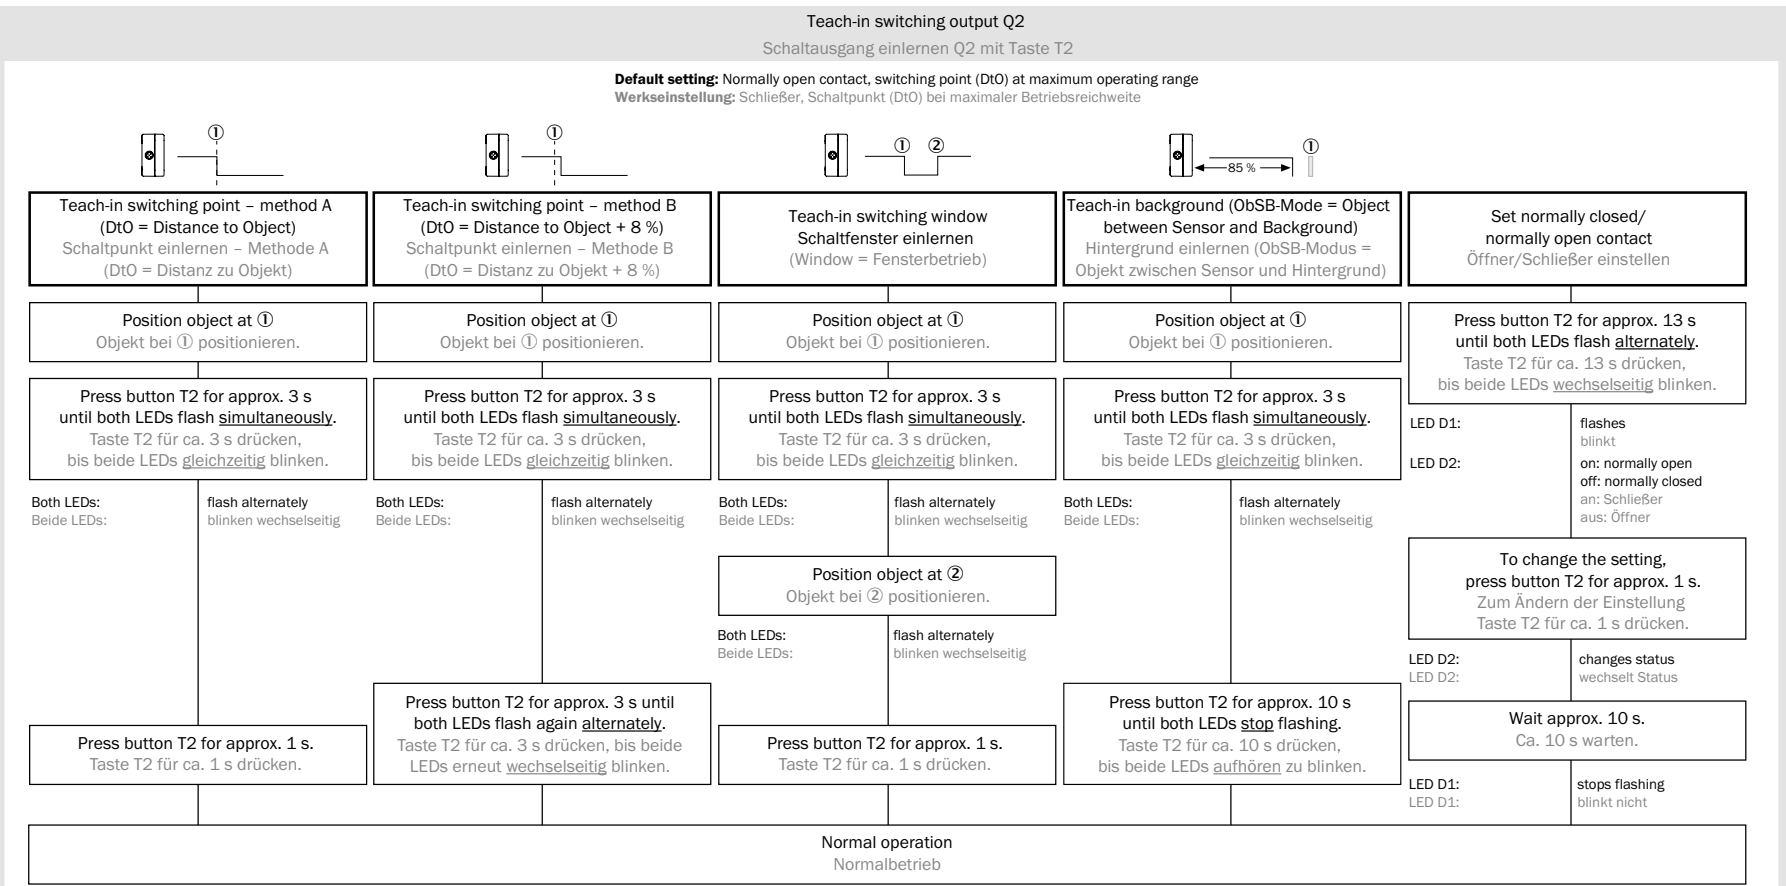 Teach-in switching output Q2
Schaltausgang einlernen Q2 mit Taste T2
Default setting: Normally open contact, switching point (DtO) at maximum operating range
Werkseinstellung: Schließer, Schaltpunkt (DtO) bei maximaler Betriebsreichweite
①
Teach-in switching point – method A
(DtO = Distance to Object)
Schaltpunkt einlernen – Methode A
(DtO = Distanz zu Objekt)
Position object at ①
Objekt bei ① positionieren.
Press button T2 for approx. 3 s
until both LEDs flash simultaneously.
Taste T2 für ca. 3 s drücken,
bis beide LEDs gleichzeitig blinken.
Both LEDs: flash alternately
Beide LEDs: blinken wechselseitig
Press button T2 for approx. 1 s.
Taste T2 für ca. 1 s drücken.
①
Teach-in switching point – method B
(DtO = Distance to Object + 8 %)
Schaltpunkt einlernen – Methode B
(DtO = Distanz zu Objekt + 8 %)
Position object at ①
Objekt bei ① positionieren.
Press button T2 for approx. 3 s
until both LEDs flash simultaneously.
Taste T2 für ca. 3 s drücken,
bis beide LEDs gleichzeitig blinken.
Both LEDs: flash alternately
Beide LEDs: blinken wechselseitig
Press button T2 for approx. 3 s until
both LEDs flash again alternately.
Taste T2 für ca. 3 s drücken, bis beide
LEDs erneut wechselseitig blinken.
① ②
Teach-in switching window
Schaltfenster einlernen
(Window = Fensterbetrieb)
Position object at ①
Objekt bei ① positionieren.
Press button T2 for approx. 3 s
until both LEDs flash simultaneously.
Taste T2 für ca. 3 s drücken,
bis beide LEDs gleichzeitig blinken.
Both LEDs: flash alternately
Beide LEDs: blinken wechselseitig
Position object at ②
Objekt bei ② positionieren.
Both LEDs: flash alternately
Beide LEDs: blinken wechselseitig
Press button T2 for approx. 1 s.
Taste T2 für ca. 1 s drücken.
①
85 %
Teach-in background (ObSB-Mode = Object
between Sensor and Background)
Hintergrund einlernen (ObSB-Modus =
Objekt zwischen Sensor und Hintergrund)
Position object at ①
Objekt bei ① positionieren.
Press button T2 for approx. 3 s
until both LEDs flash simultaneously.
Taste T2 für ca. 3 s drücken,
bis beide LEDs gleichzeitig blinken.
Both LEDs: flash alternately
Beide LEDs: blinken wechselseitig
Press button T2 for approx. 10 s
until both LEDs stop flashing.
Taste T2 für ca. 10 s drücken,
bis beide LEDs aufhören zu blinken.
Set normally closed/
normally open contact
Öffner/Schließer einstellen
Press button T2 for approx. 13 s
until both LEDs flash alternately.
Taste T2 für ca. 13 s drücken,
bis beide LEDs wechselseitig blinken.
LED D1: flashes
blinkt
LED D2: on: normally open
off: normally closed
an: Schließer
aus: Öffner
To change the setting,
press button T2 for approx. 1 s.
Zum Ändern der Einstellung
Taste T2 für ca. 1 s drücken.
LED D2: changes status
LED D2: wechselt Status
Wait approx. 10 s.
Ca. 10 s warten.
LED D1: stops flashing
LED D1: blinkt nicht
Normal operation
Normalbetrieb